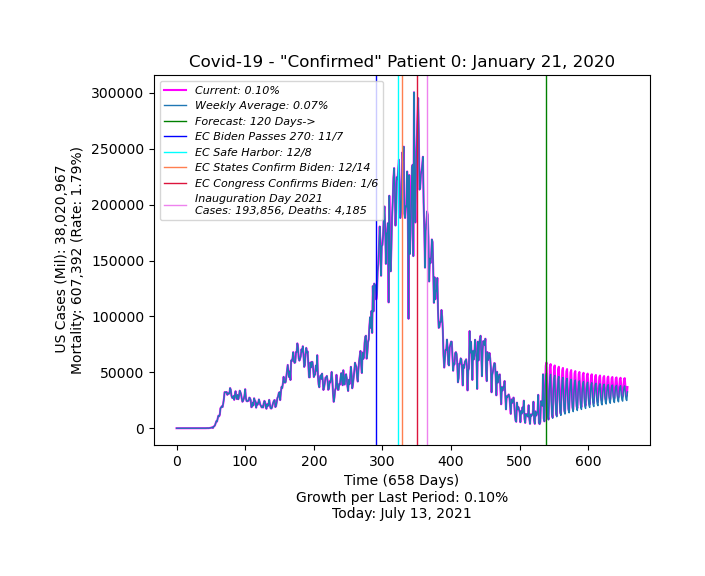 Covid-19 - "Confirmed" Patient 0: January 21, 2020
Current: 0.10%
Weekly Average: 0.07%
Forecast: 120 Days->
EC Biden Passes 270: 11/7
EC Safe Harbor: 12/8
EC States Confirm Biden: 12/14
EC Congress Confirms Biden: 1/6
Inauguration Day 2021
Cases: 193,856, Deaths: 4,185
300000
250000
200000
150000
100000
50000
0
US Cases (Mil): 38,020,967
Mortality: 607,392 (Rate: 1.79%)
0 100 200 300 400 500 600
Time (658 Days)
Growth per Last Period: 0.10%
Today: July 13, 2021